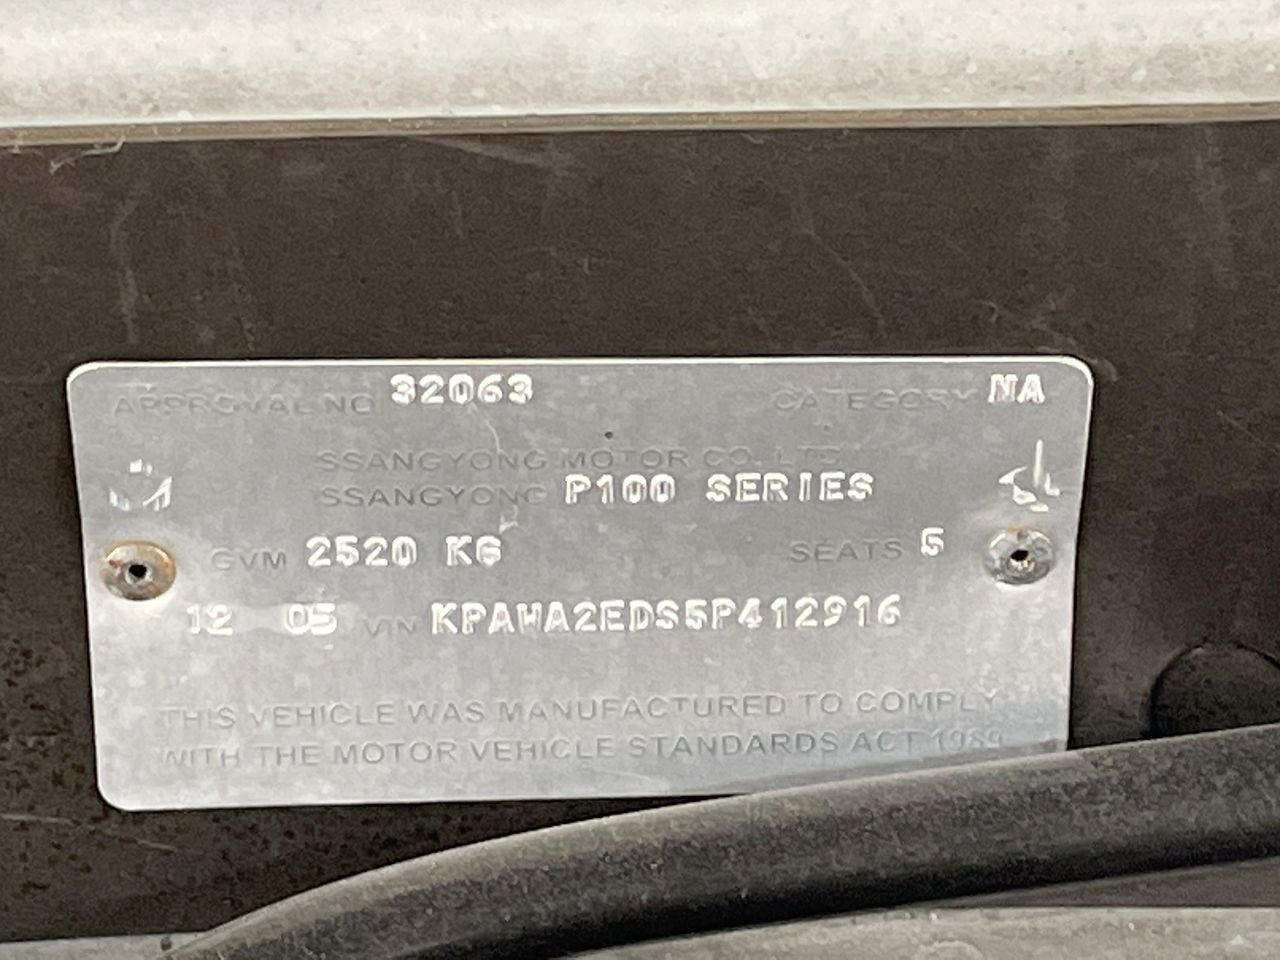 APPROVAL NO 32063 CATEGORY NA
SSANGYONG MOTOR CO. LTD
SSANGYONG P100 SERIES
GVM 2520 KG SEATS 5
12 05 VIN KPAWA2EDS5P412916
THIS VEHICLE WAS MANUFACTURED TO COMPLY
WITH THE MOTOR VEHICLE STANDARDS ACT 1989